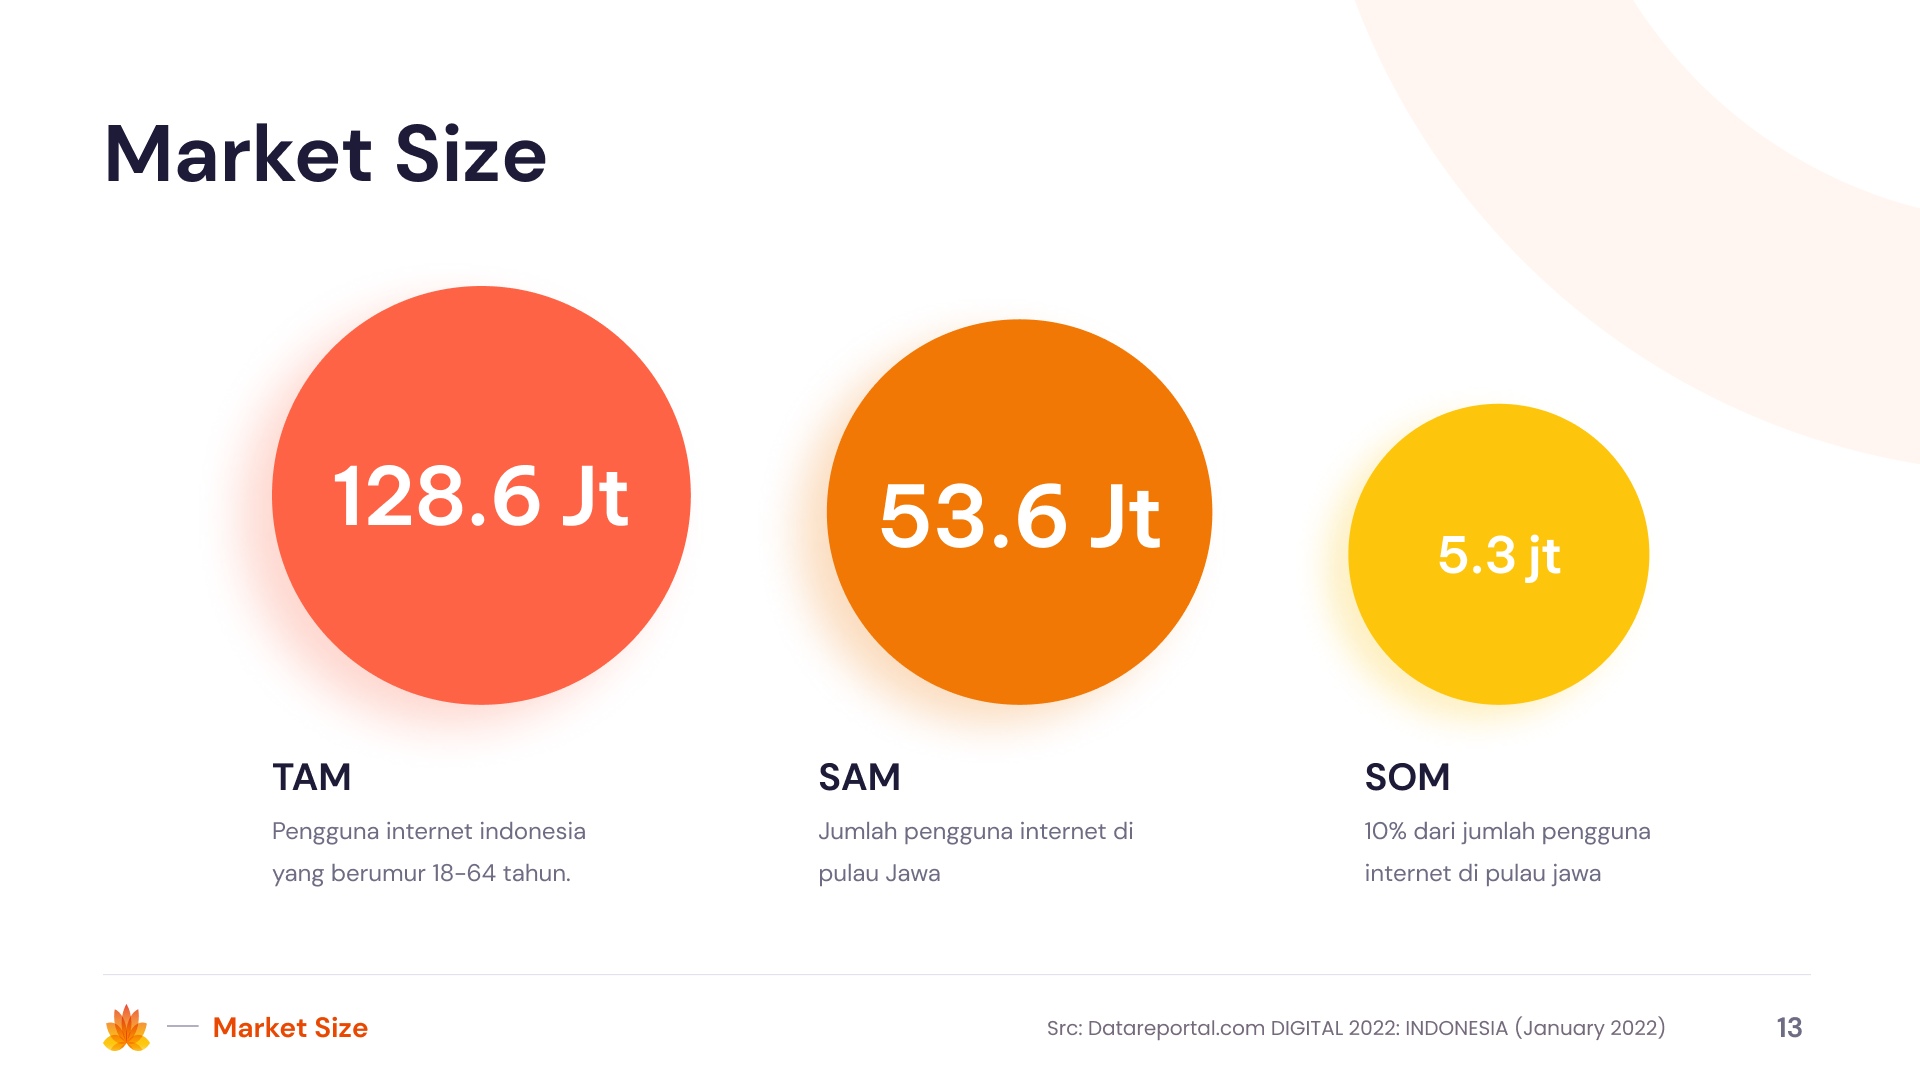 Market Size
128.6 Jt
53.6 Jt
5.3 jt
TAM
Pengguna internet indonesia
yang berumur 18-64 tahun.
SAM
Jumlah pengguna internet di
pulau Jawa
SOM
10% dari jumlah pengguna
internet di pulau jawa
Market Size
Src: Datareportal.com DIGITAL 2022: INDONESIA (January 2022)
13